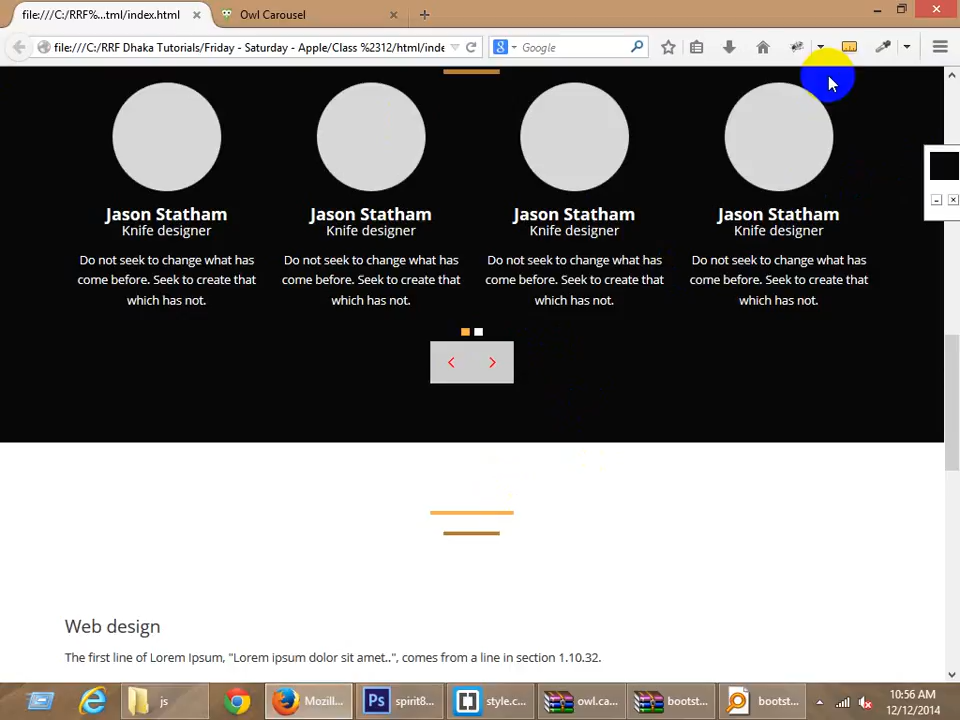 file:///C:/RRF%...tml/index.html
Owl Carousel
file:///C:/RRF Dhaka Tutorials/Friday - Saturday - Apple/Class %2312/html/inde
8 Google
Jason Statham Jason Statham Jason Statham Jason Statham
Knife designer Knife designer Knife designer Knife designer
Do not seek to change what has Do not seek to change what has Do not seek to change what has Do not seek to change what has
come before. Seek to create that come before. Seek to create that come before. Seek to create that come before. Seek to create that
which has not. which has not. which has not. which has not.
Web design
The first line of Lorem Ipsum, "Lorem ipsum dolor sit amet..", comes from a line in section 1.10.32.
js Mozill... Ps spirit8... style.c... owl.ca... bootst... bootst...
10:56 AM
12/12/2014